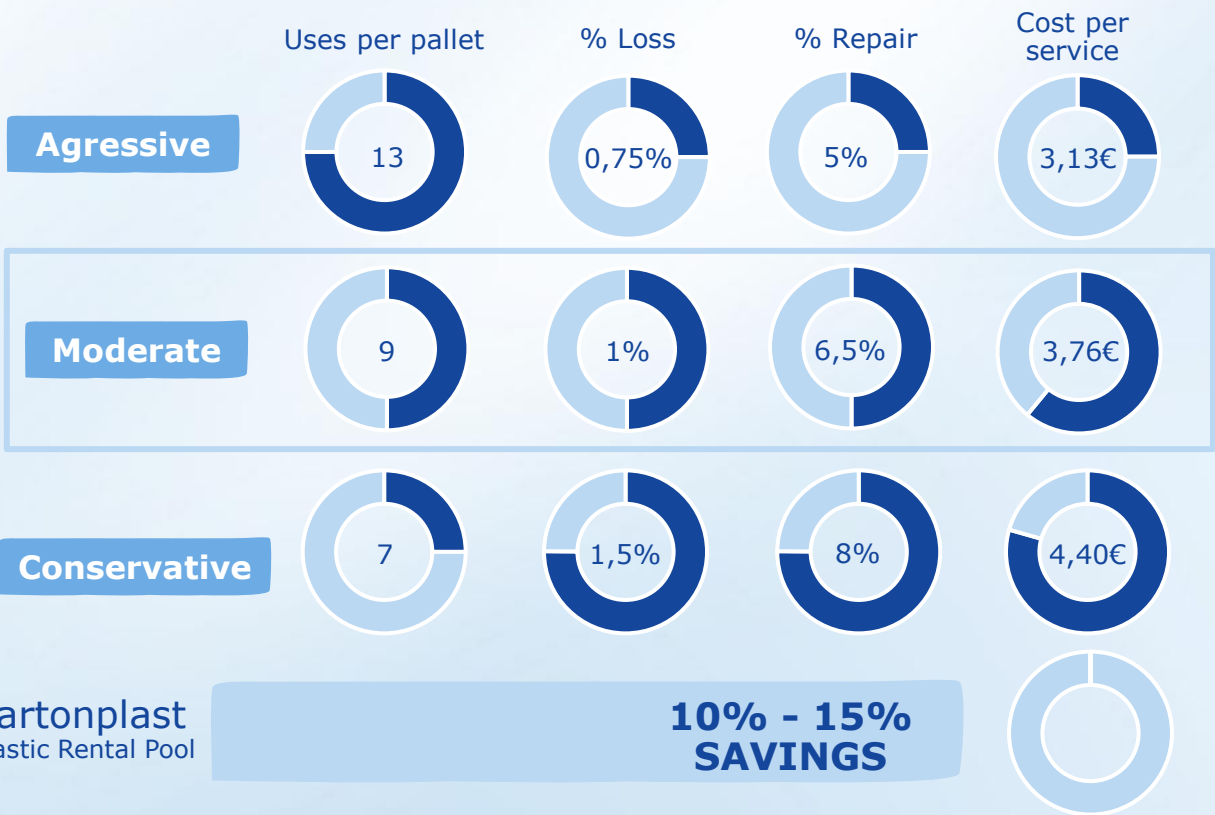 Uses per pallet
% Loss
% Repair
Cost per
service
Agressive
13
0,75%
5%
3,13€
Moderate
9
1%
6,5%
3,76€
Conservative
7
1,5%
8%
4,40€
artonplast
astic Rental Pool
10% - 15%
SAVINGS